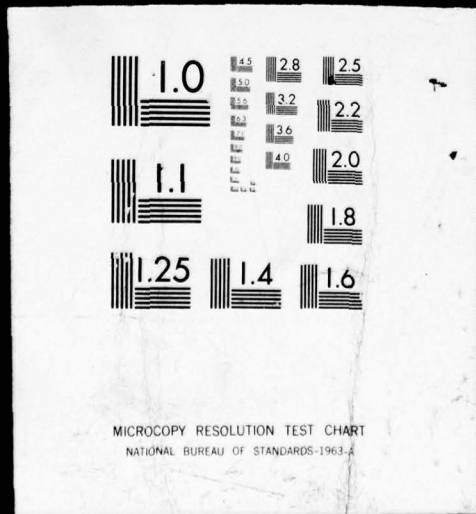 1.0 4.5 2.8 2.5
5.0
5.6 3.2 2.2
6.3 3.6
4.0 2.0
1.1
1.8
1.25 1.4 1.6
MICROCOPY RESOLUTION TEST CHART
NATIONAL BUREAU OF STANDARDS-1963-A